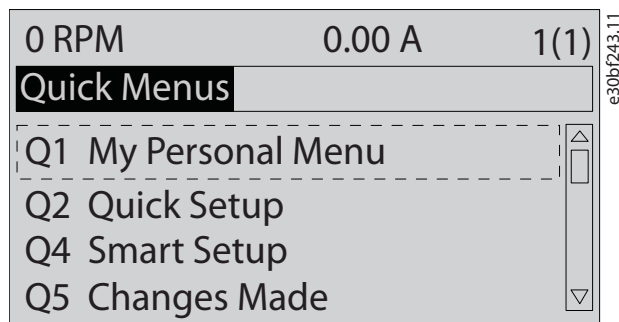 0 RPM 0.00 A 1(1)
Quick Menus
Q1 My Personal Menu
Q2 Quick Setup
Q4 Smart Setup
Q5 Changes Made
e30bf243.11